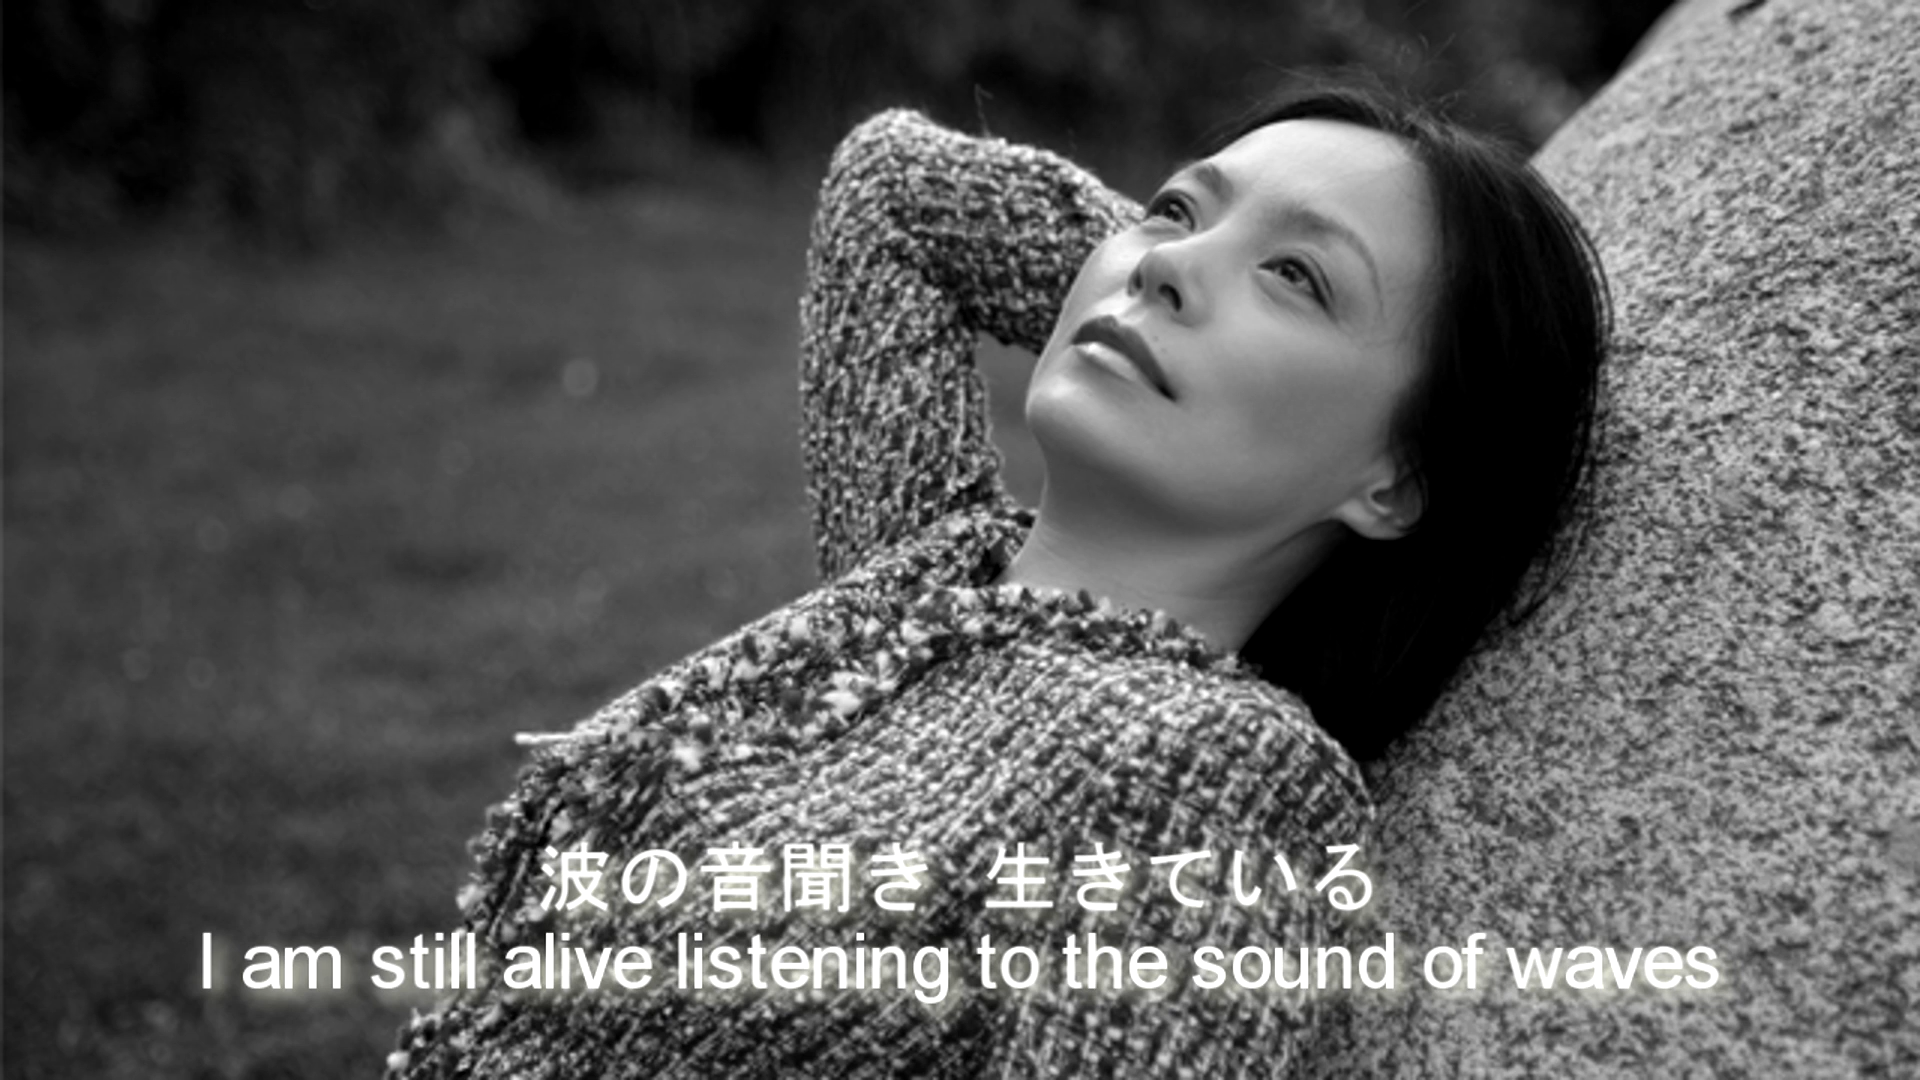 波の音聞き 生きている
I am still alive listening to the sound of waves